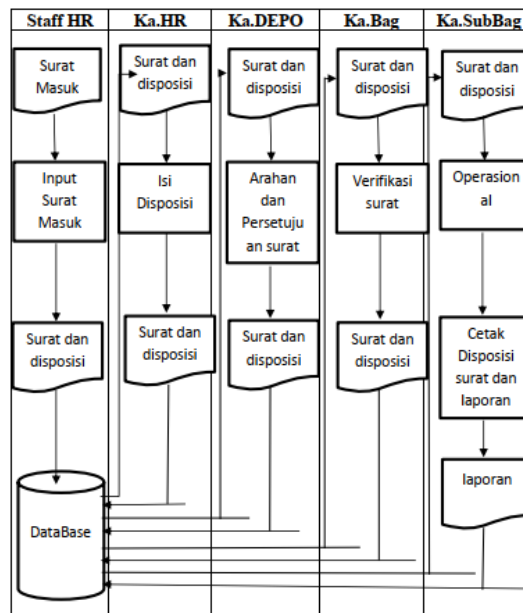 Staff HR
Ka.HR
Ka.DEPO
Ka.Bag
Ka.SubBag
Surat
Masuk
Input
Surat
Masuk
Surat dan
disposisi
DataBase
Surat dan
disposisi
Isi
Disposisi
Surat dan
disposisi
Surat dan
disposisi
Arahan
dan
Persetuju
an surat
Surat dan
disposisi
Surat dan
disposisi
Verifikasi
surat
Surat dan
disposisi
Surat dan
disposisi
Operasion
al
Cetak
Disposisi
surat dan
laporan
laporan